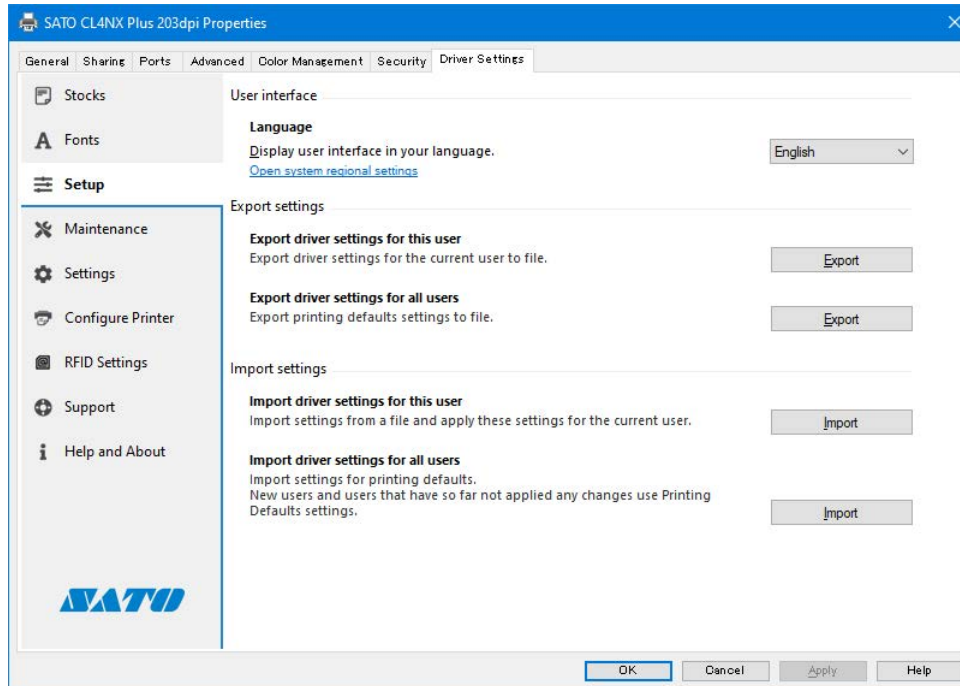 SATO CL4NX Plus 203dpi Properties
General Sharing Ports Advanced Color Management Security Driver Settings
Stocks
Fonts
Setup
Maintenance
Settings
Configure Printer
RFID Settings
Support
Help and About
SATO
User interface
Language
Display user interface in your language.
English
Open system regional settings
Export settings
Export driver settings for this user
Export driver settings for the current user to file.
Export
Export driver settings for all users
Export printing defaults settings to file.
Export
Import settings
Import driver settings for this user
Import settings from a file and apply these settings for the current user.
Import
Import driver settings for all users
Import settings for printing defaults.
New users and users that have so far not applied any changes use Printing
Defaults settings.
Import
OK Cancel Apply Help